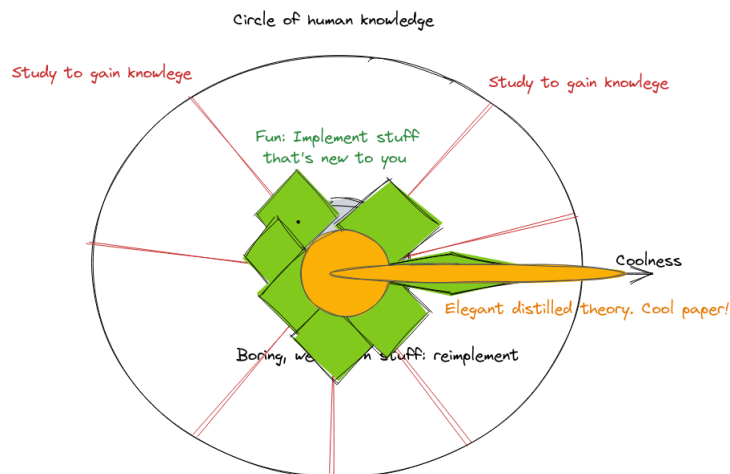 Circle of human knowledge
Study to gain knowlege
Study to gain knowlege
Fun: Implement stuff
that's new to you
Coolness
Elegant distilled theory. Cool paper!
Boring, stuff: reimplement